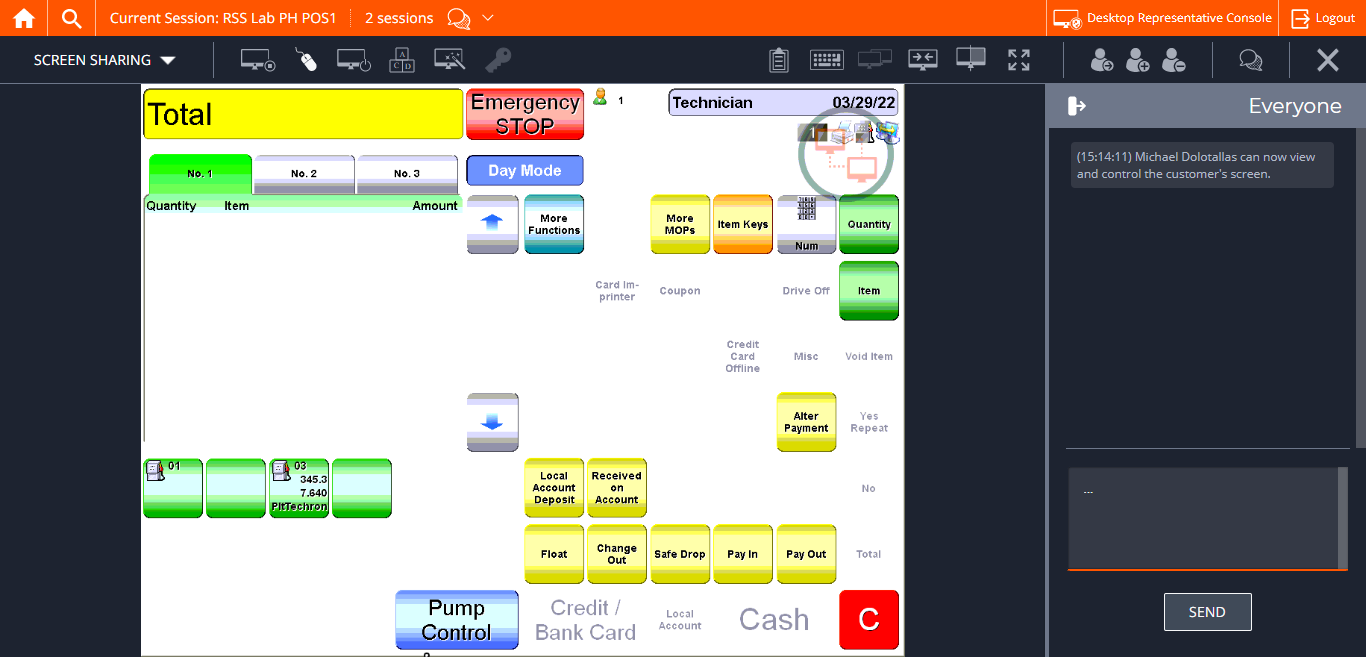 Current Session: RSS Lab PH POS1
2 sessions
Desktop Representative Console
Logout
SCREEN SHARING
A
C D
Total
Emergency
STOP
1
Technician 03/29/22
1
No. 1
No. 2
No. 3
Day Mode
Quantity Item Amount
More
Functions
More
MOPs
Item Keys
Num
Quantity
Card Im-
printer
Coupon
Drive Off
Item
Credit
Card
Offline
Misc
Void Item
Alter
Payment
Yes
Repeat
01
03
345.3
7.640
PltTechron
Local
Account
Deposit
Received
on
Account
No
Float
Change
Out
Safe Drop
Pay In
Pay Out
Total
Pump
Control
Credit /
Bank Card
Local
Account
Cash
C
Everyone
(15:14:11) Michael Dolotallas can now view
and control the customer's screen.
...
SEND